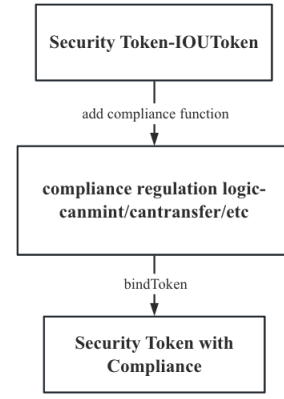 Security Token-IOUToken
add compliance function
compliance regulation logic-
canmint/cantransfer/etc
bindToken
Security Token with
Compliance